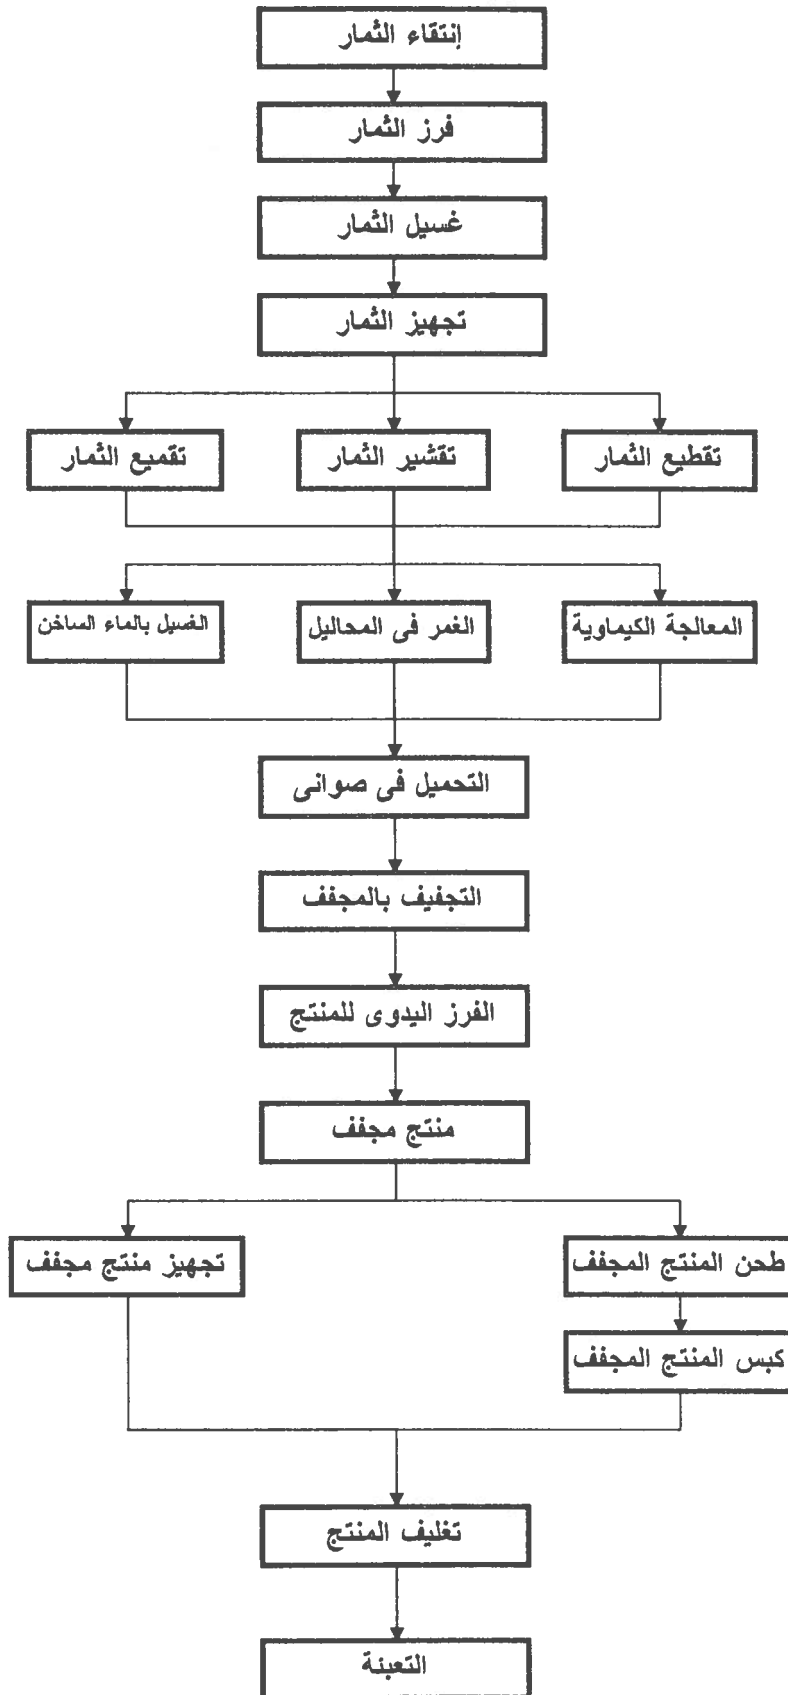 إنتقاء الثمار
فرز الثمار
غسيل الثمار
تجهيز الثمار
تقطيع الثمار
تقشير الثمار
تقميع الثمار
المعالجة الكيماوية
الغمر فى المحاليل
الغسيل بالماء الساخن
التحميل فى صوانى
التجفيف بالمجفف
الفرز اليدوى للمنتج
منتج مجفف
طحن المنتج المجفف
تجهيز منتج مجفف
كبس المنتج المجفف
تغليف المنتج
التعبئة